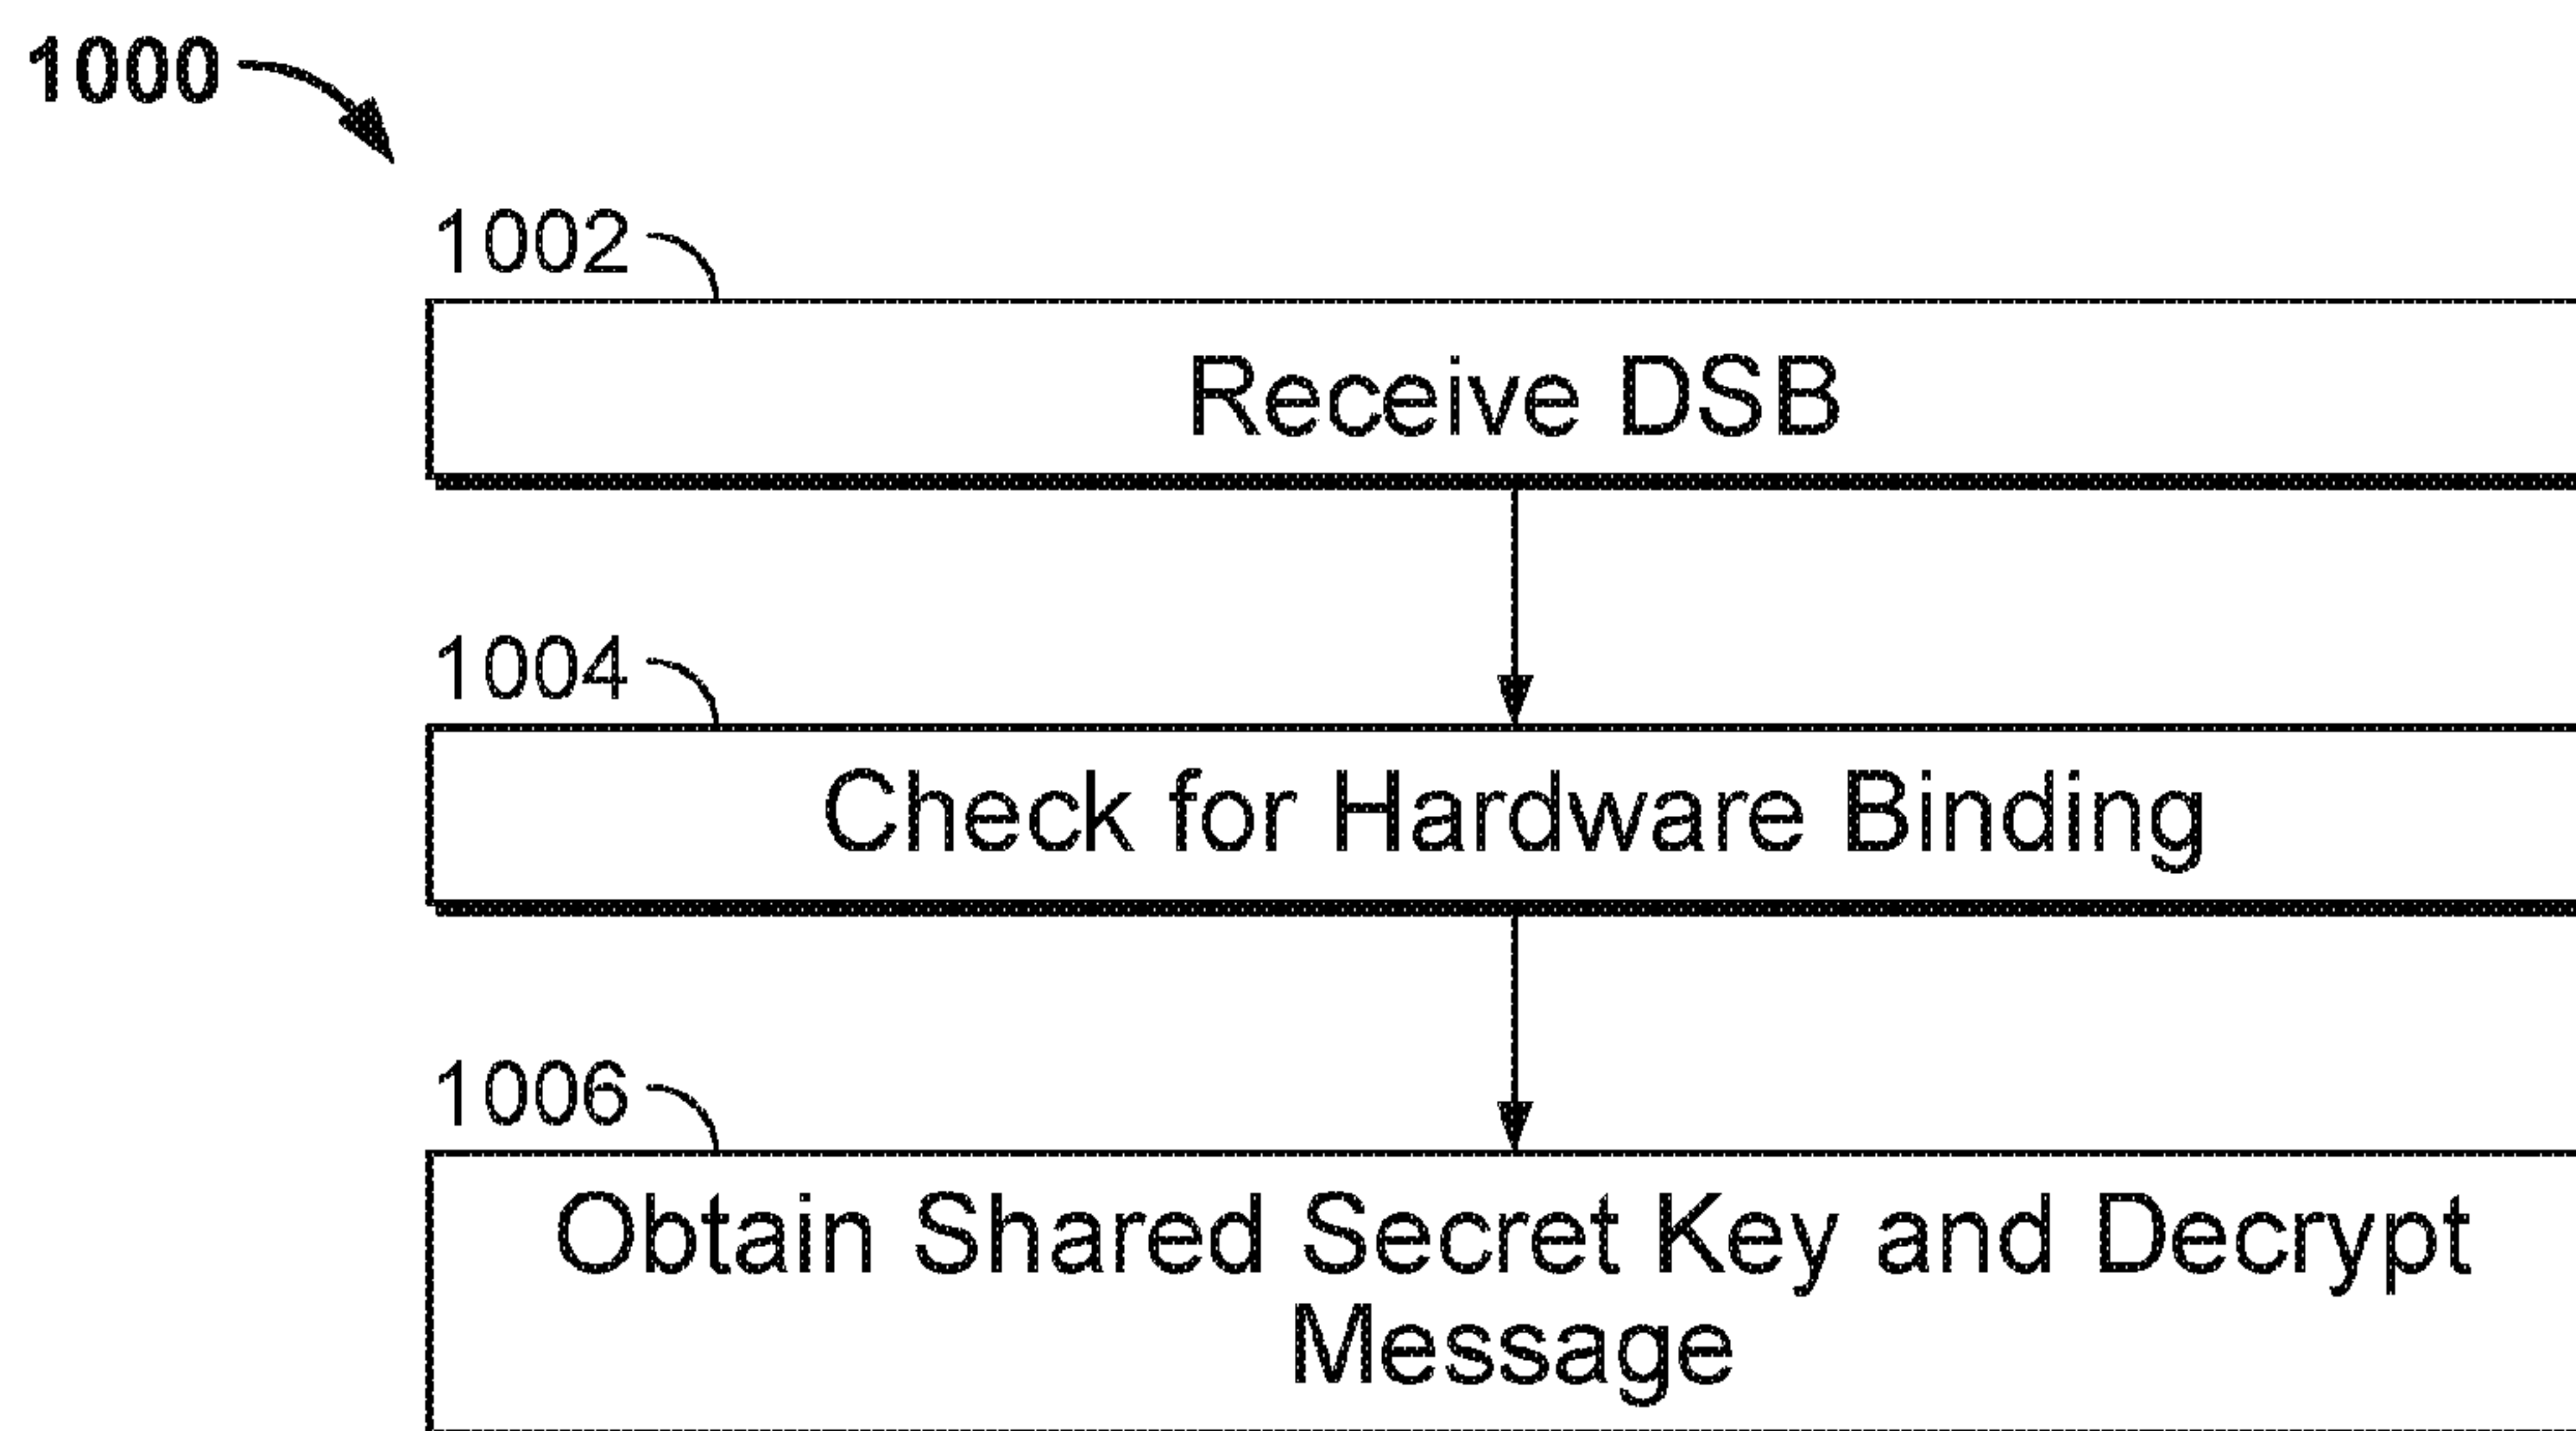 1000
1002
Receive DSB
1004
Check for Hardware Binding
1006
Obtain Shared Secret Key and Decrypt
Message